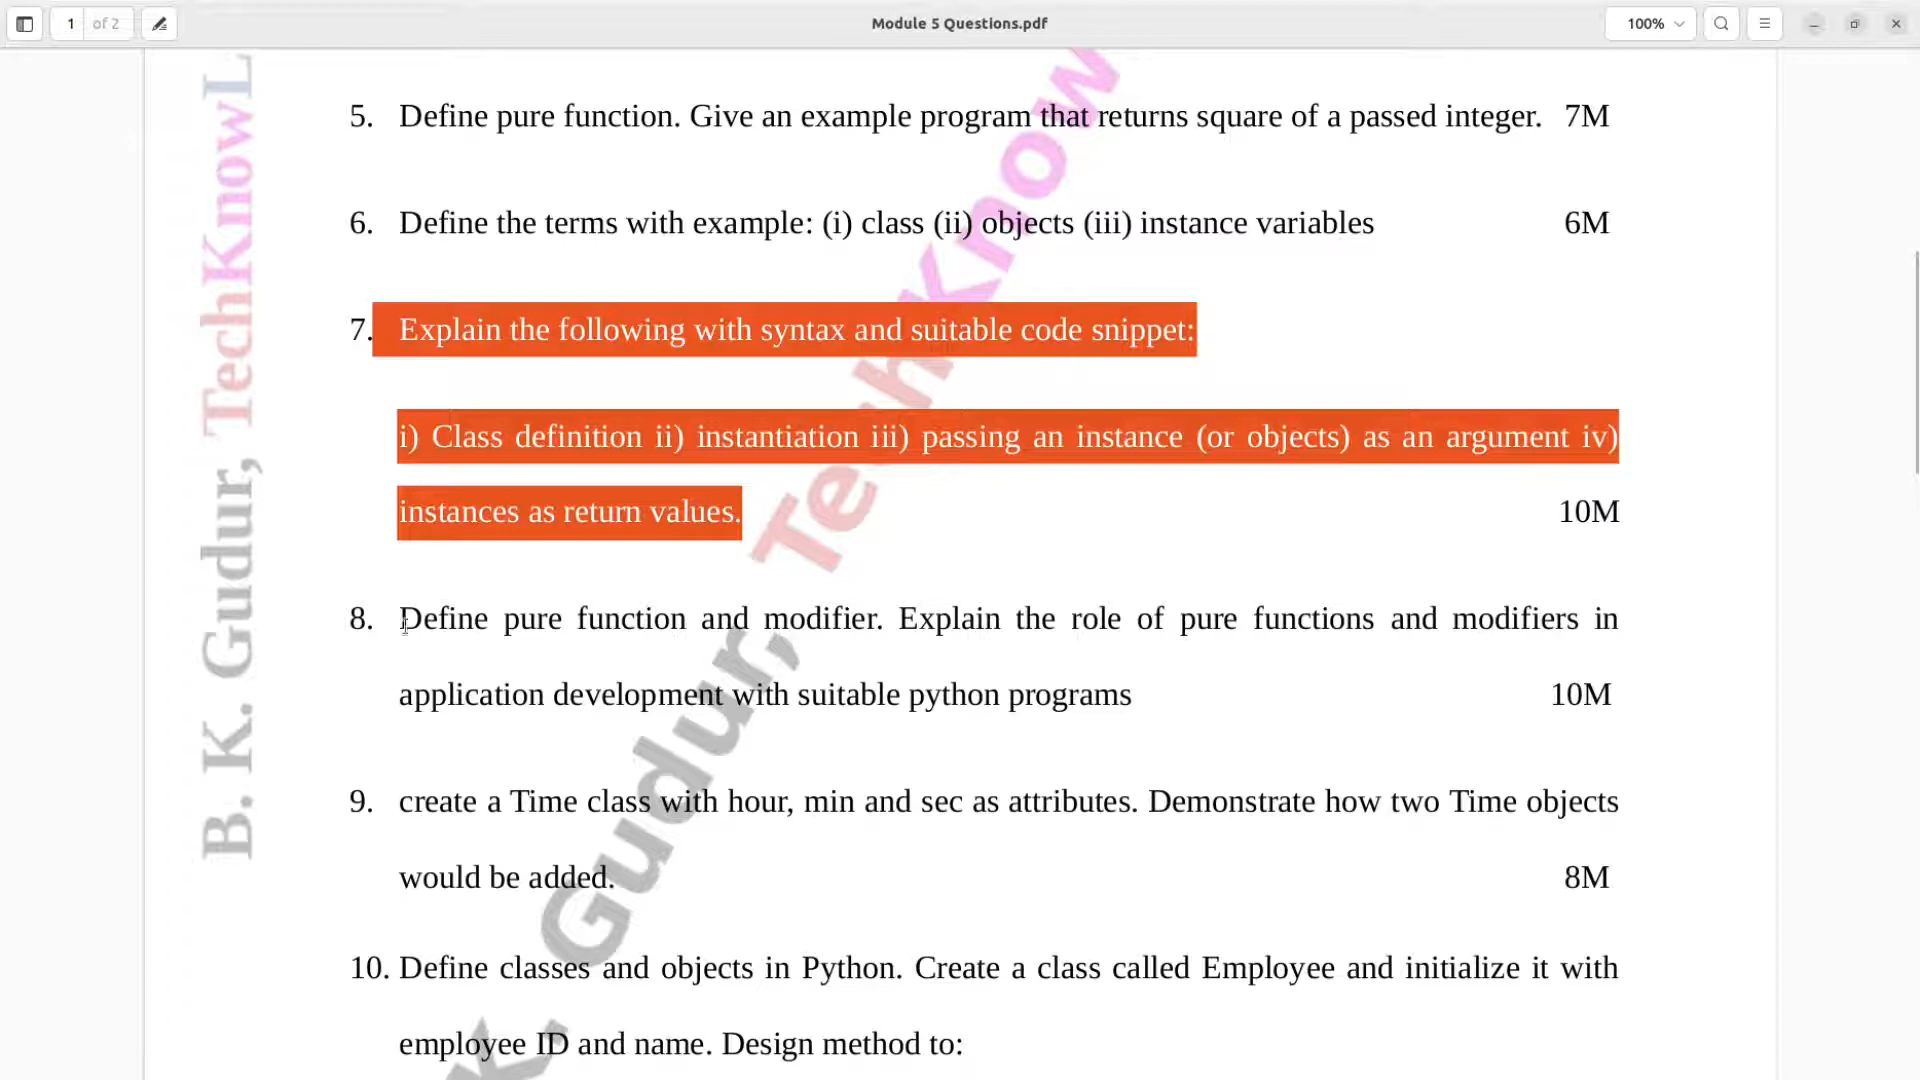 1 of 2 Module 5 Questions.pdf 100%
5. Define pure function. Give an example program that returns square of a passed integer. 7M
6. Define the terms with example: (i) class (ii) objects (iii) instance variables 6M
7. Explain the following with syntax and suitable code snippet:
i) Class definition ii) instantiation iii) passing an instance (or objects) as an argument iv)
instances as return values. 10M
8. Define pure function and modifier. Explain the role of pure functions and modifiers in
application development with suitable python programs 10M
9. create a Time class with hour, min and sec as attributes. Demonstrate how two Time objects
would be added. 8M
10. Define classes and objects in Python. Create a class called Employee and initialize it with
employee ID and name. Design method to:
B. K. Gudur, TechKnowL
K. Gudur, TechKnow